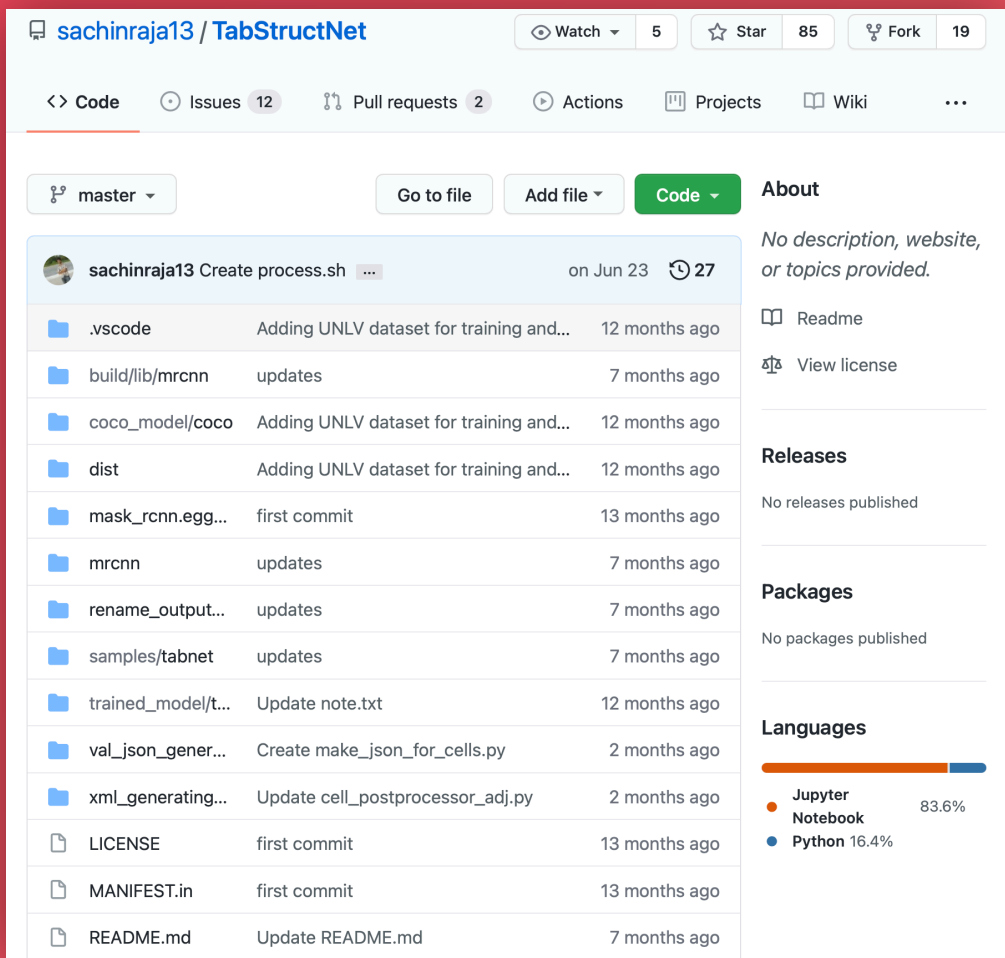 sachinraja13 / TabStructNet Watch 5 Star 85 Fork 19
Code Issues 12 Pull requests 2 Actions Projects Wiki ...
master Go to file Add file Code
sachinraja13 Create process.sh ... on Jun 23 27
.vscode Adding UNLV dataset for training and... 12 months ago
build/lib/mrcnn updates 7 months ago
coco_model/coco Adding UNLV dataset for training and... 12 months ago
dist Adding UNLV dataset for training and... 12 months ago
mask_rcnn.egg... first commit 13 months ago
mrcnn updates 7 months ago
rename_output... updates 7 months ago
samples/tabnet updates 7 months ago
trained_model/t... Update note.txt 12 months ago
val_json_gener... Create make_json_for_cells.py 2 months ago
xml_generating... Update cell_postprocessor_adj.py 2 months ago
LICENSE first commit 13 months ago
MANIFEST.in first commit 13 months ago
README.md Update README.md 7 months ago
About
No description, website,
or topics provided.
Readme
View license
Releases
No releases published
Packages
No packages published
Languages
Jupyter
Notebook 83.6%
Python 16.4%